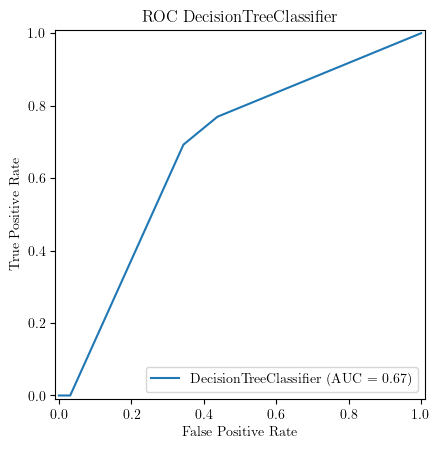 ROC DecisionTreeClassifier
1.0
0.8
0.6
0.4
0.2
0.0
True Positive Rate
DecisionTreeClassifier (AUC = 0.67)
0.0 0.2 0.4 0.6 0.8 1.0
False Positive Rate